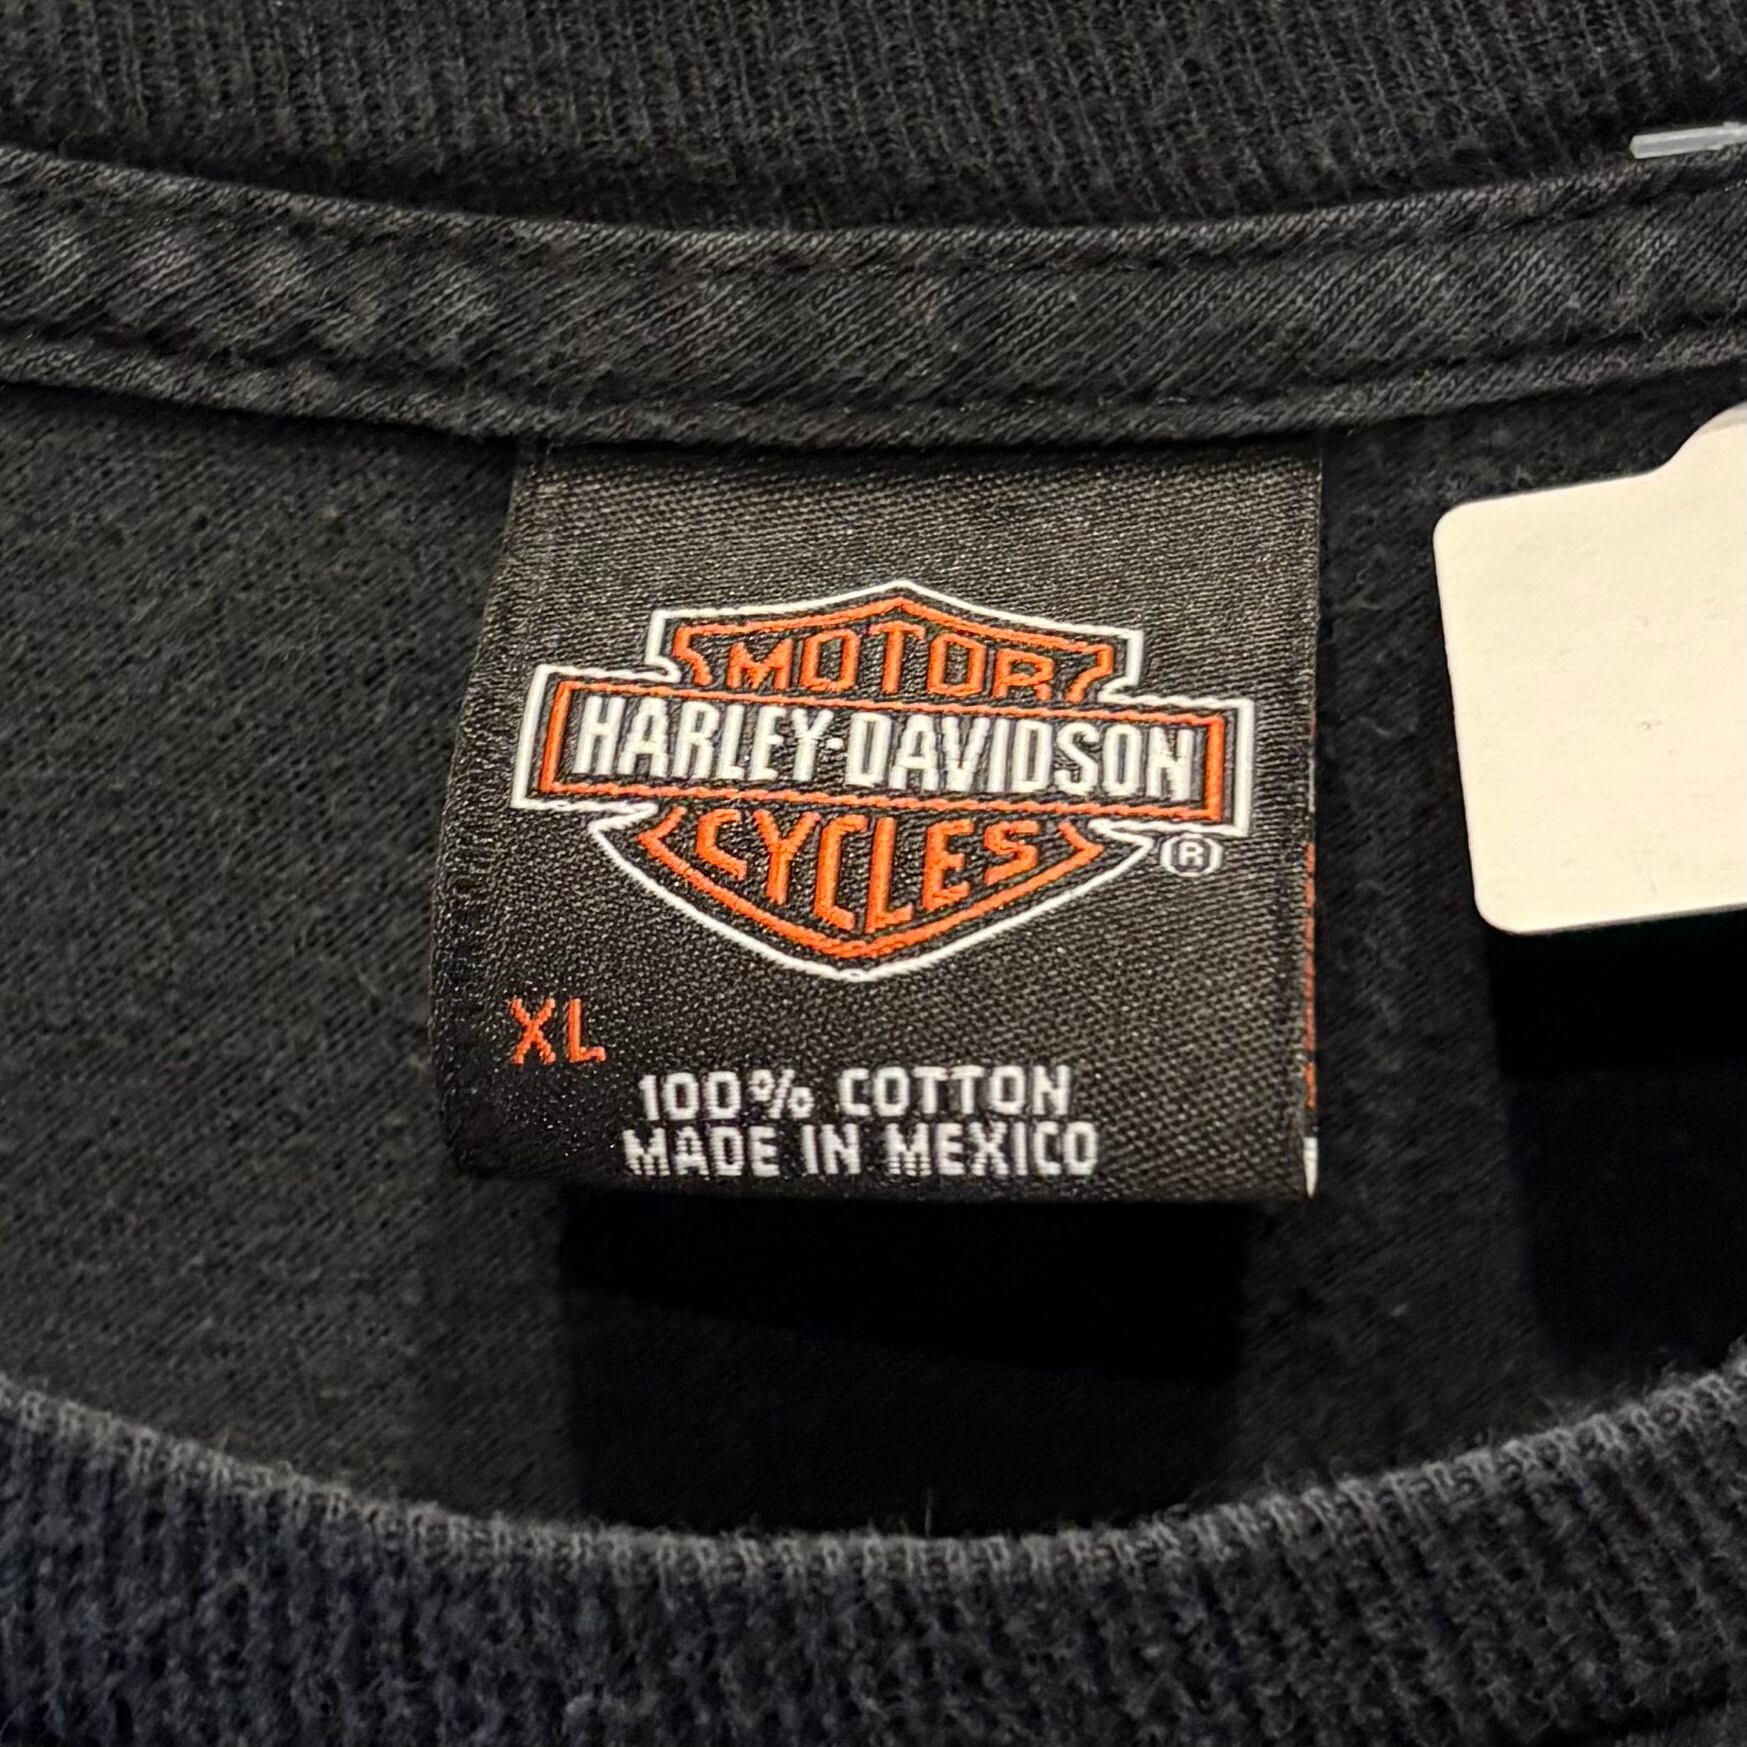 MOTOR
HARLEY-DAVIDSON
CYCLES
®
XL
100% COTTON
MADE IN MEXICO